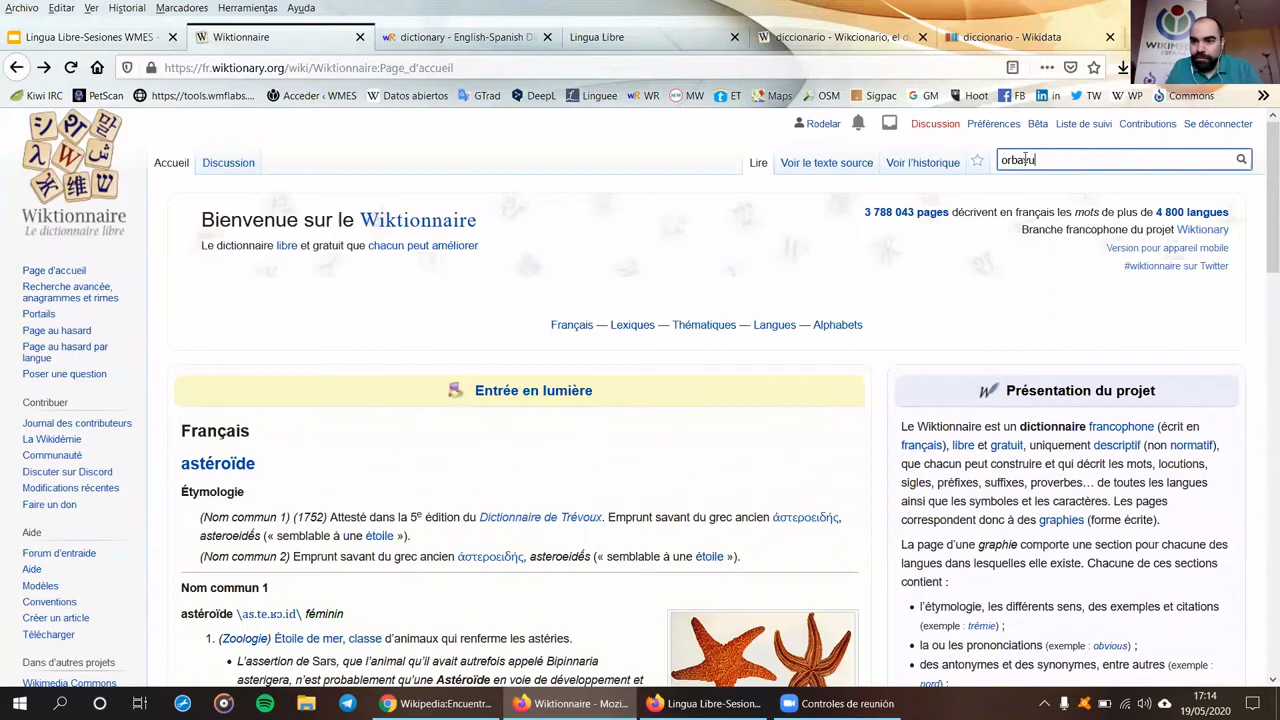 Archivo Editar Ver Historial Marcadores Herramientas Ayuda
Lingua Libre-Sesiones WMES - Wiktionnaire dictionary - English-Spanish D Lingua Libre diccionario - Wikcionario, el d diccionario - Wikidata
https://fr.wiktionary.org/wiki/Wiktionnaire:Page_d'accueil
Kiwi IRC PetScan https://tools.wmflabs... Acceder ‹ WMES Datos abiertos GTrad DeepL Linguee WR MW ET Maps OSM Sigpac GM Hoot FB in TW WP Commons
Rodelar Discussion Préférences Bêta Liste de suivi Contributions Se déconnecter
Accueil Discussion Lire Voir le texte source Voir l'historique
Wiktionnaire
Le dictionnaire libre
Bienvenue sur le Wiktionnaire
Le dictionnaire libre et gratuit que chacun peut améliorer
3 788 043 pages décrivent en français les mots de plus de 4 800 langues
Branche francophone du projet Wiktionary
Version pour appareil mobile
#wiktionnaire sur Twitter
Français — Lexiques — Thématiques — Langues — Alphabets
Page d'accueil
Recherche avancée,
anagrammes et rimes
Portails
Page au hasard
Page au hasard par
langue
Poser une question
Contribuer
Journal des contributeurs
La Wikidémie
Communauté
Discuter sur Discord
Modifications récentes
Faire un don
Aide
Forum d'entraide
Aide
Modèles
Conventions
Créer un article
Télécharger
Dans d'autres projets
Wikimedia Commons
Entrée en lumière
Français
astéroïde
Étymologie
(Nom commun 1) (1752) Attesté dans la 5e édition du Dictionnaire de Trévoux. Emprunt savant du grec ancien ἀστεροειδής,
asteroeidḗs (« semblable à une étoile »).
(Nom commun 2) Emprunt savant du grec ancien ἀστεροειδής, asteroeidés (« semblable à une étoile »).
Nom commun 1
astéroïde \as.te.ʁɔ.id\ féminin
1. (Zoologie) Étoile de mer, classe d'animaux qui renferme les astéries.
L'assertion de Sars, que l'animal qu'il avait autrefois appelé Bipinnaria
asterigera, n'est probablement qu'une Astéroïde en voie de développement et
Présentation du projet
Le Wiktionnaire est un dictionnaire francophone (écrit en
français), libre et gratuit, uniquement descriptif (non normatif),
que chacun peut construire et qui décrit les mots, locutions,
sigles, préfixes, suffixes, proverbes… de toutes les langues
ainsi que les symboles et les caractères. Les pages
correspondent donc à des graphies (forme écrite).
La page d'une graphie comporte une section pour chacune des
langues dans lesquelles elle existe. Chacune de ces sections
contient :
l'étymologie, les différents sens, des exemples et citations
(exemple : trémie) ;
la ou les prononciations (exemple : obvious) ;
des antonymes et des synonymes, entre autres (exemple :
nord) ;
Wikipedia:Encuentr... Wiktionnaire - Mozi... Lingua Libre-Sesion... Controles de reunión
17:14
19/05/2020